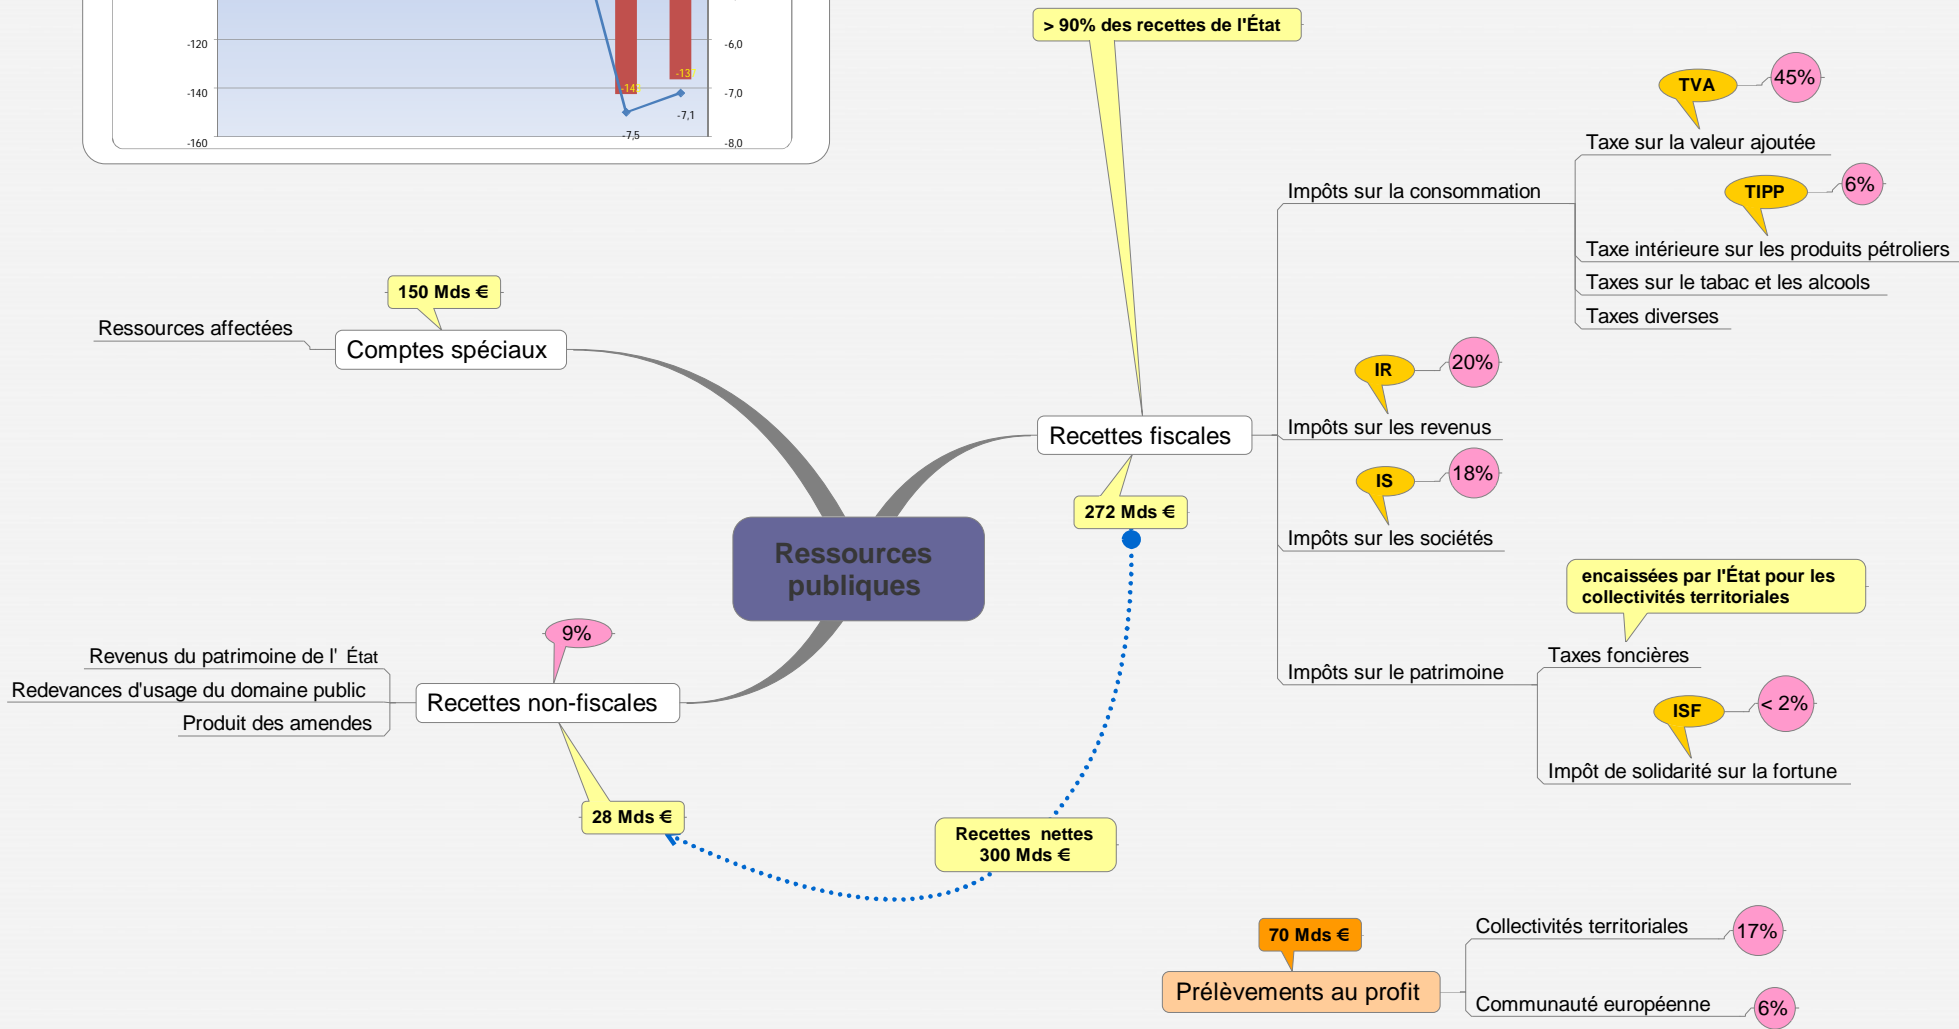 -120
-140
-160
-6,0
-7,0
-8,0
-7,5
-7,1
> 90% des recettes de l'État
TVA
45%
Taxe sur la valeur ajoutée
TIPP
6%
Impôts sur la consommation
Taxe intérieure sur les produits pétroliers
Taxes sur le tabac et les alcools
Taxes diverses
150 Mds €
Ressources affectées
Comptes spéciaux
IR
20%
Impôts sur les revenus
Recettes fiscales
IS
18%
272 Mds €
Impôts sur les sociétés
Ressources
publiques
encaissées par l'État pour les
collectivités territoriales
Taxes foncières
Impôts sur le patrimoine
ISF
< 2%
Impôt de solidarité sur la fortune
9%
Revenus du patrimoine de l' État
Redevances d'usage du domaine public
Produit des amendes
Recettes non-fiscales
28 Mds €
Recettes nettes
300 Mds €
70 Mds €
Prélèvements au profit
Collectivités territoriales
17%
Communauté européenne
6%